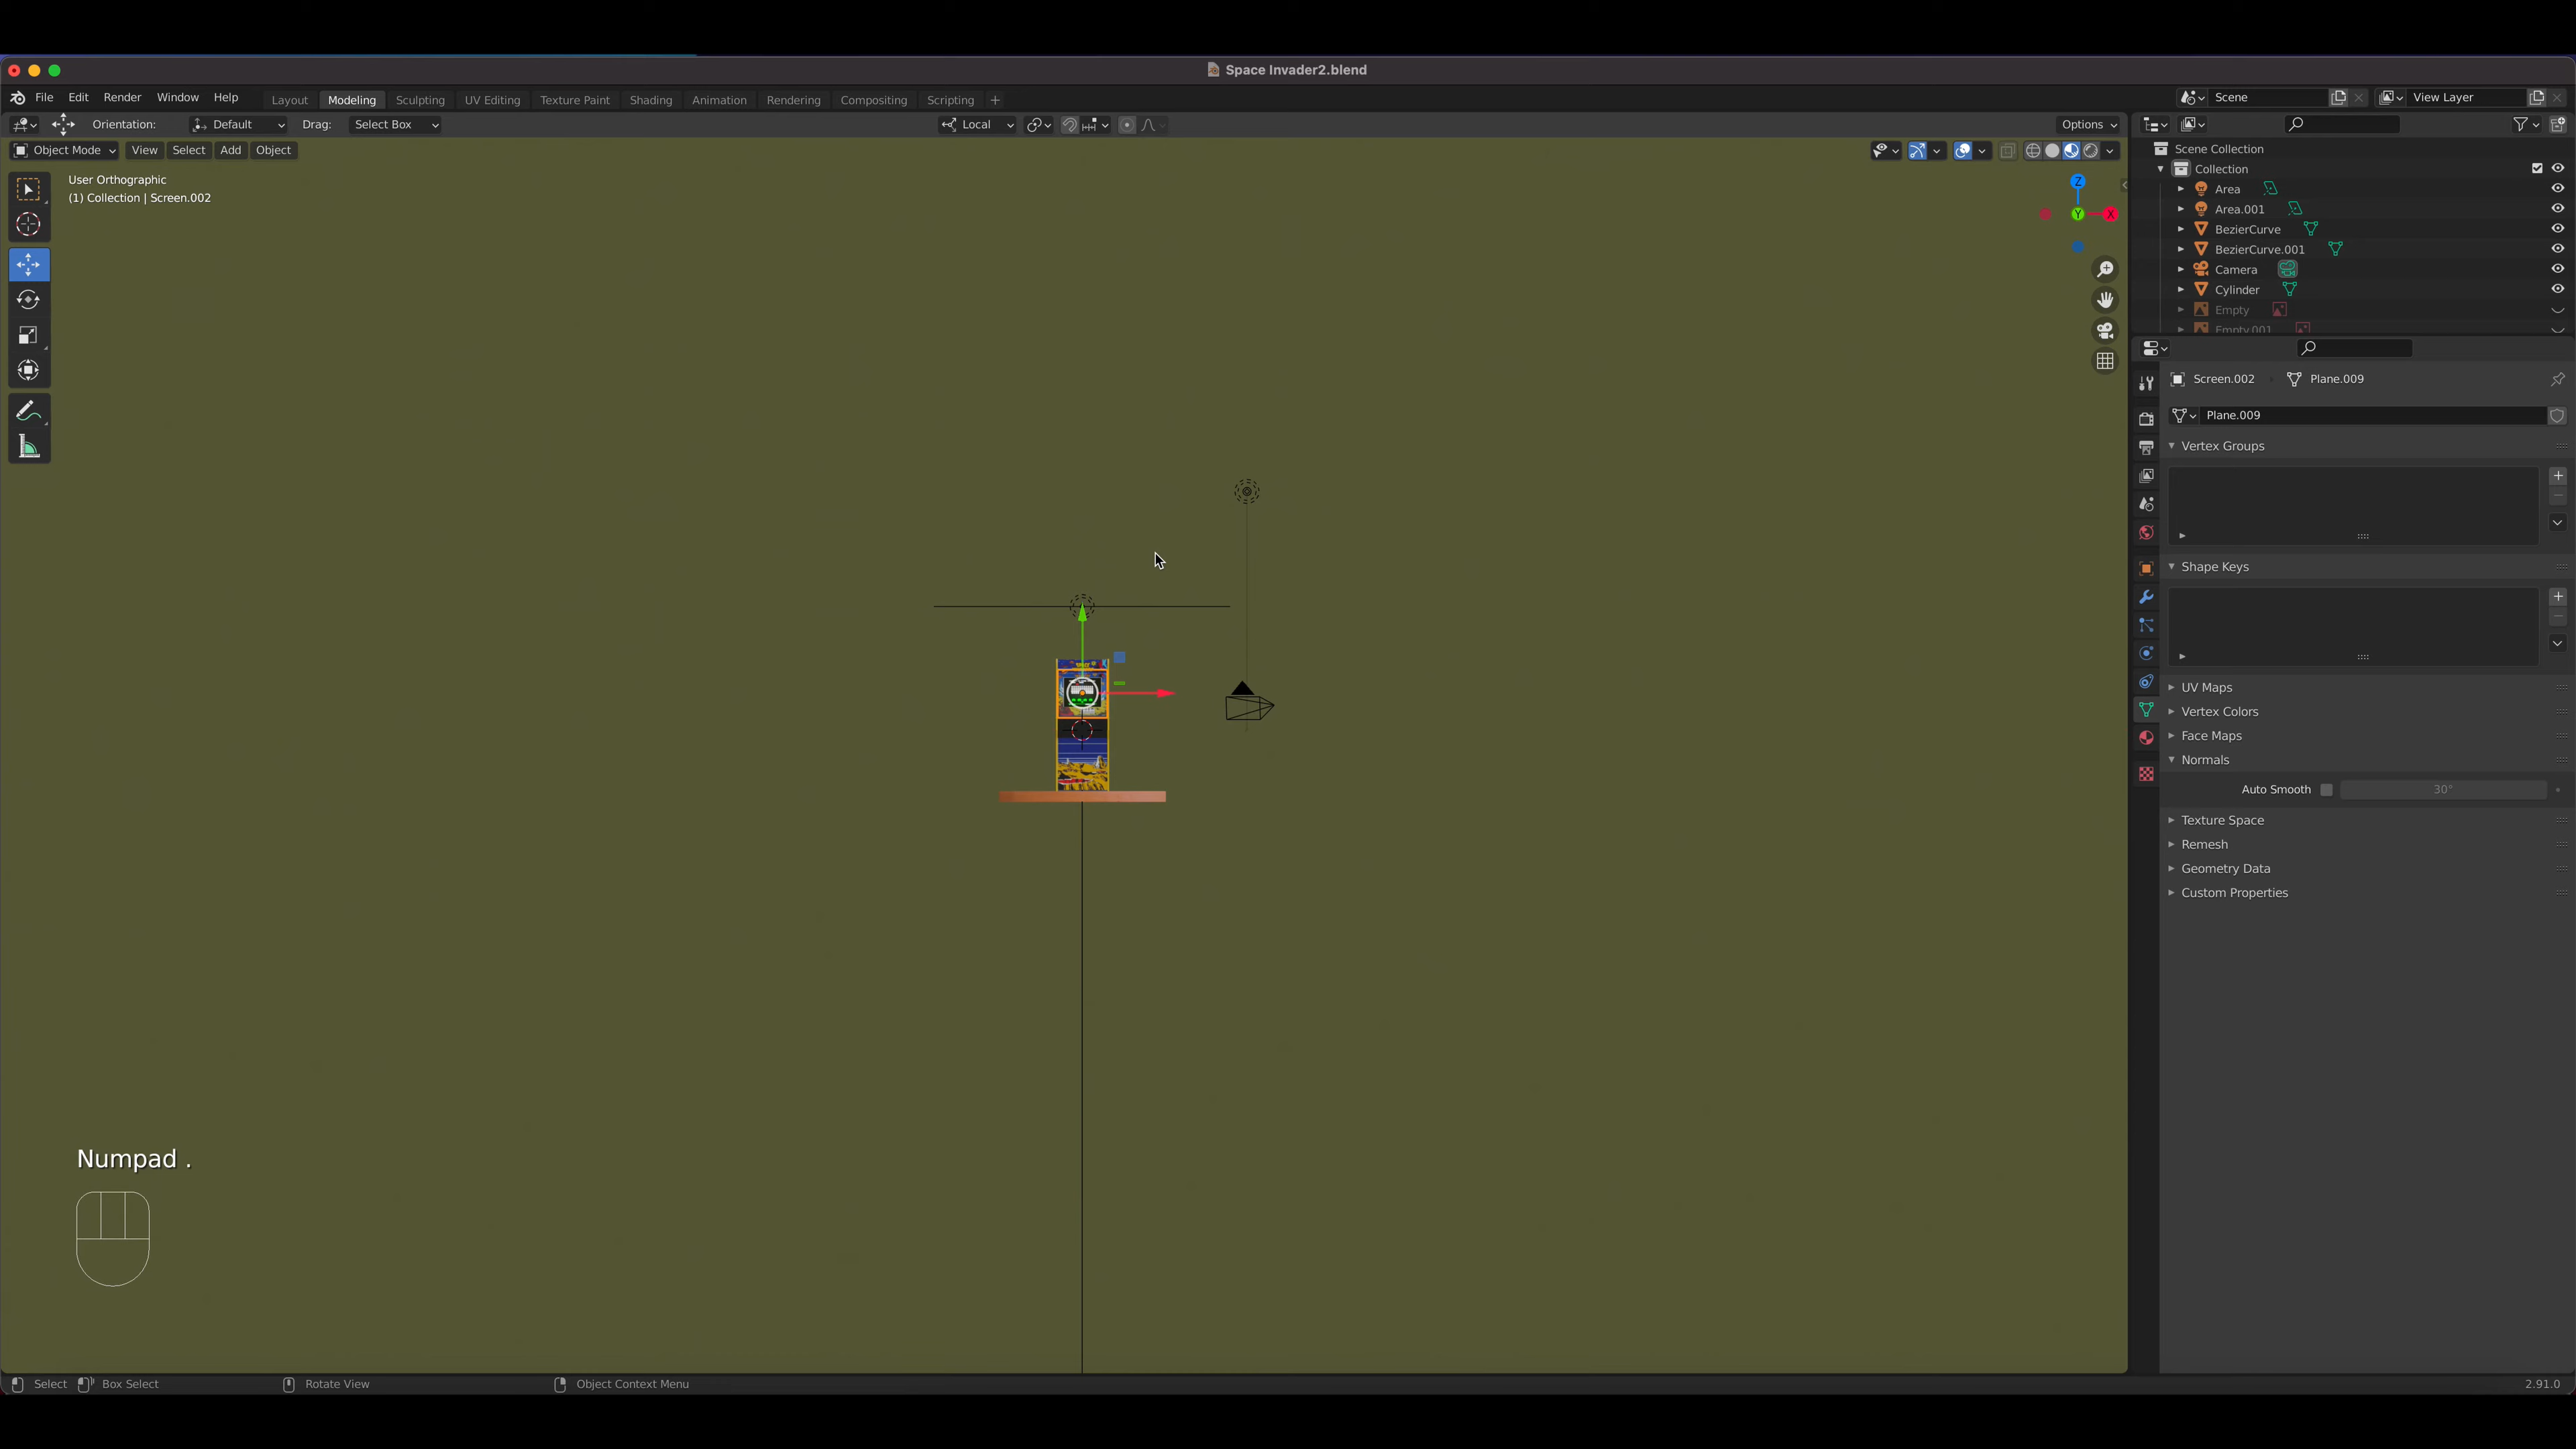 Space Invader2.blend
File Edit Render Window Help Layout Modeling Sculpting UV Editing Texture Paint Shading Animation Rendering Compositing Scripting + Scene View Layer
Orientation: Default Drag: Select Box Local Options
Object Mode View Select Add Object
User Orthographic
(1) Collection | Screen.002
Z
Y X
Scene Collection
Collection
Area
Area.001
BezierCurve
BezierCurve.001
Camera
Cylinder
Empty
Empty.001
Screen.002 Plane.009
Plane.009
Vertex Groups
Shape Keys
UV Maps
Vertex Colors
Face Maps
Normals
Auto Smooth 30°
Texture Space
Remesh
Geometry Data
Custom Properties
Numpad .
Select Box Select Rotate View Object Context Menu 2.91.0